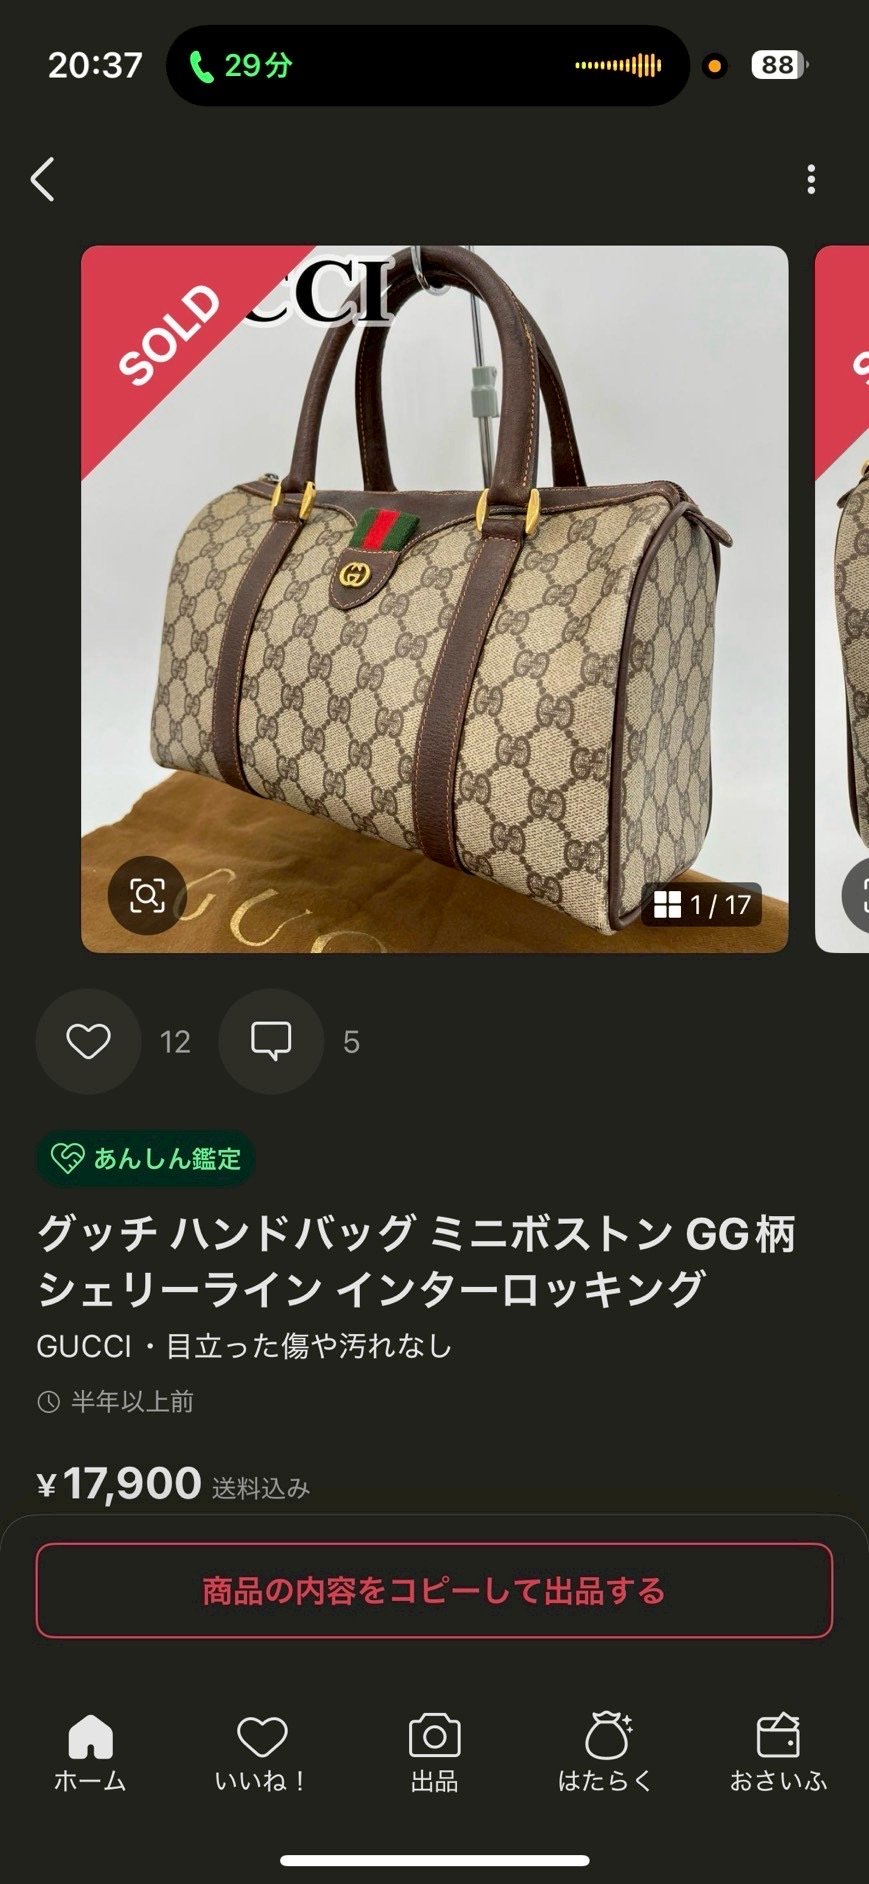 20:37
29分
88
SOLD
CCI
GUCC
1 / 17
12
5
あんしん鑑定
グッチ ハンドバッグ ミニボストン GG柄
シェリーライン インターロッキング
GUCCI・目立った傷や汚れなし
半年以上前
¥17,900 送料込み
商品の内容をコピーして出品する
ホーム
いいね!
出品
はたらく
おさいふ